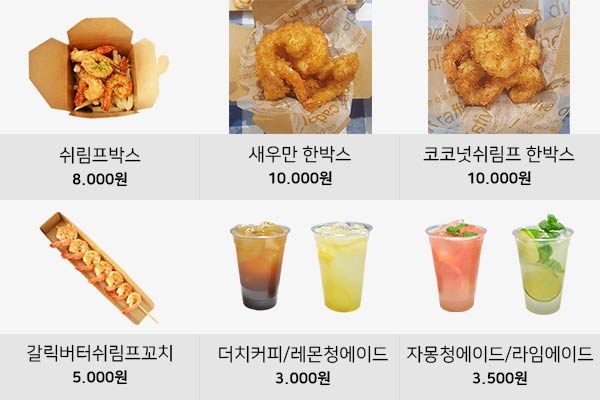 쉬림프박스
8.000원
새우만 한박스
10.000원
코코넛쉬림프 한박스
10.000원
갈릭버터쉬림프꼬치
5.000원
더치커피/레몬청에이드
3.000원
자몽청에이드/라임에이드
3.500원